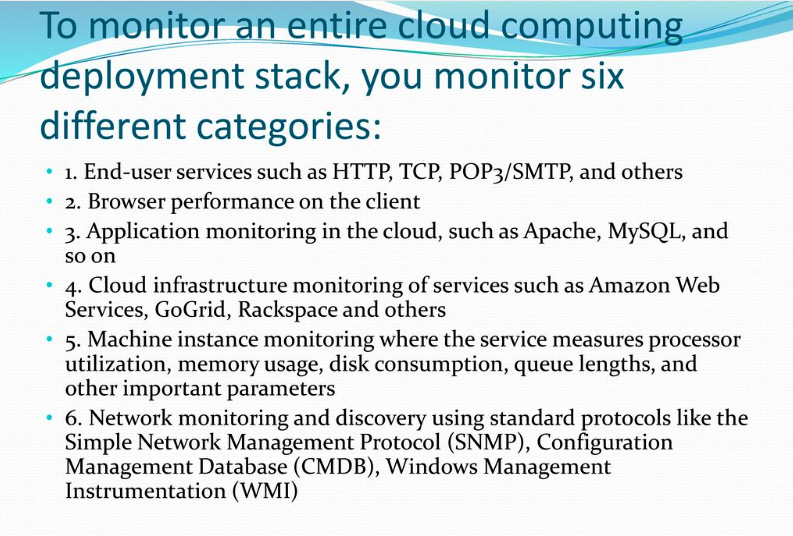 To monitor an entire cloud computing
deployment stack, you monitor six
different categories:
• 1. End-user services such as HTTP, TCP, POP3/SMTP, and others
• 2. Browser performance on the client
• 3. Application monitoring in the cloud, such as Apache, MySQL, and
so on
• 4. Cloud infrastructure monitoring of services such as Amazon Web
Services, GoGrid, Rackspace and others
• 5. Machine instance monitoring where the service measures processor
utilization, memory usage, disk consumption, queue lengths, and
other important parameters
• 6. Network monitoring and discovery using standard protocols like the
Simple Network Management Protocol (SNMP), Configuration
Management Database (CMDB), Windows Management
Instrumentation (WMI)